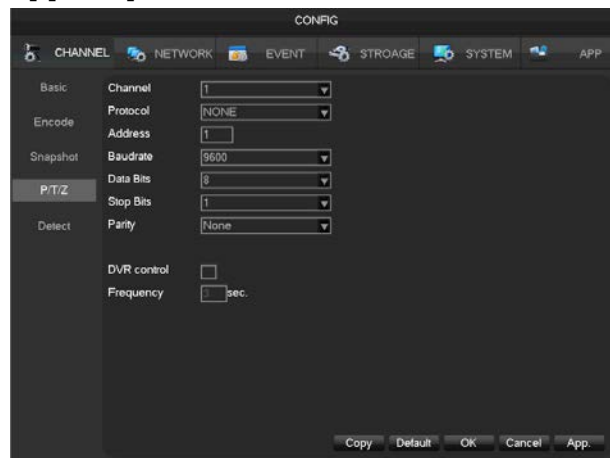 CONFIG
CHANNEL NETWORK EVENT STROAGE SYSTEM APP
Basic
Encode
Snapshot
P/T/Z
Detect
Channel 1
Protocol NONE
Address 1
Baudrate 9600
Data Bits 8
Stop Bits 1
Parity None
DVR control
Frequency 3 sec.
Copy Default OK Cancel App.